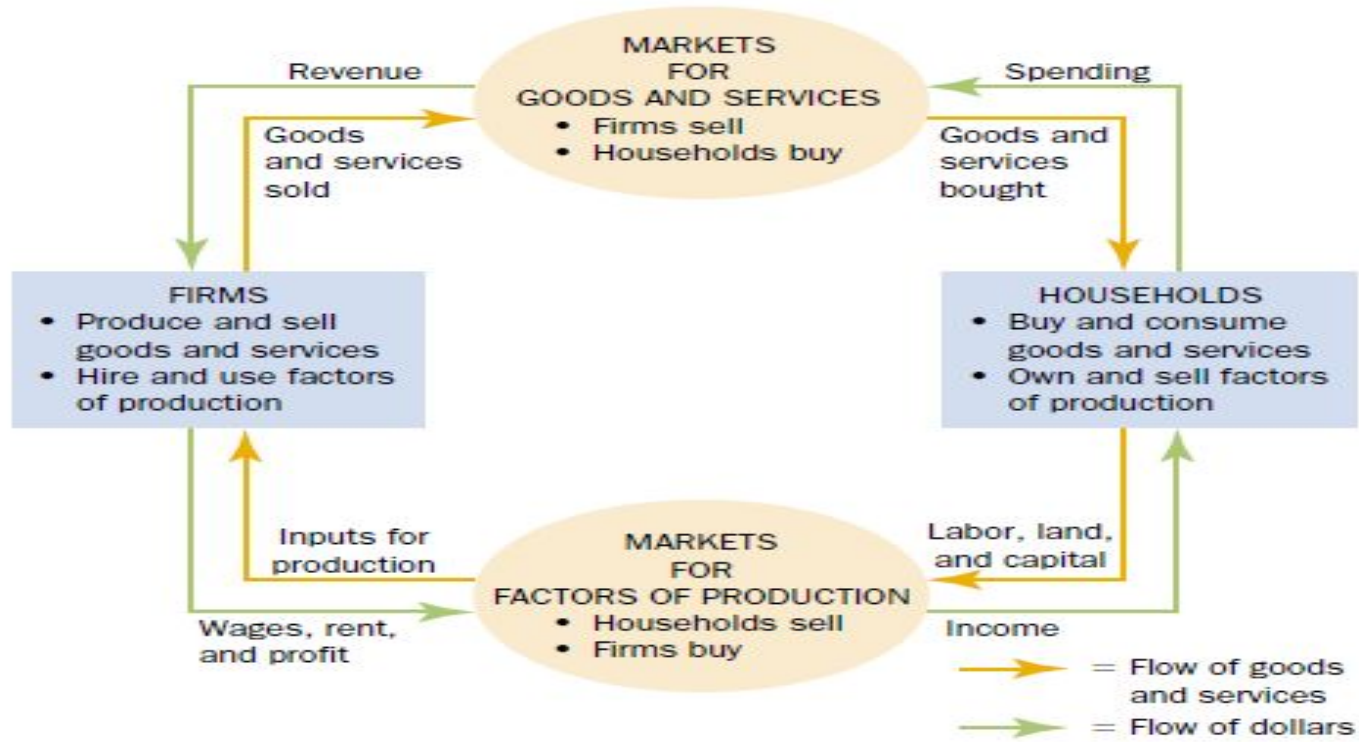 MARKETS
FOR
GOODS AND SERVICES
• Firms sell
• Households buy
Revenue
Spending
Goods
and services
sold
Goods and
services
bought
FIRMS
• Produce and sell
goods and services
• Hire and use factors
of production
HOUSEHOLDS
• Buy and consume
goods and services
• Own and sell factors
of production
Inputs for
production
Labor, land,
and capital
MARKETS
FOR
FACTORS OF PRODUCTION
• Households sell
• Firms buy
Wages, rent,
and profit
Income
= Flow of goods
and services
= Flow of dollars